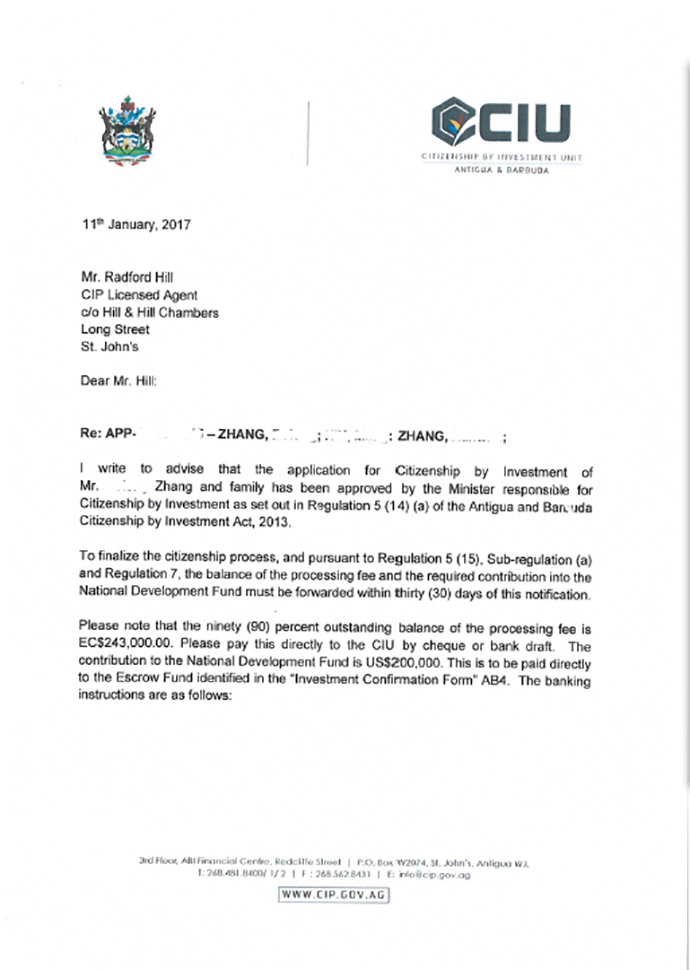 CIU
CITIZENSHIP BY INVESTMENT UNIT
ANTIGUA & BARBUDA
11th January, 2017
Mr. Radford Hill
CIP Licensed Agent
c/o Hill & Hill Chambers
Long Street
St. John's
Dear Mr. Hill:
Re: APP- – ZHANG, ; ; ZHANG, ;
I write to advise that the application for Citizenship by Investment of
Mr. Zhang and family has been approved by the Minister responsible for
Citizenship by Investment as set out in Regulation 5 (14) (a) of the Antigua and Barbuda
Citizenship by Investment Act, 2013.
To finalize the citizenship process, and pursuant to Regulation 5 (15), Sub-regulation (a)
and Regulation 7, the balance of the processing fee and the required contribution into the
National Development Fund must be forwarded within thirty (30) days of this notification.
Please note that the ninety (90) percent outstanding balance of the processing fee is
EC$243,000.00. Please pay this directly to the CIU by cheque or bank draft. The
contribution to the National Development Fund is US$200,000. This is to be paid directly
to the Escrow Fund identified in the "Investment Confirmation Form" AB4. The banking
instructions are as follows:
3rd Floor, ABI Financial Centre, Redcliffe Street | P.O. Box W2074, St. John's, Antigua W.I.
T: 268.481.8400/ 1/ 2 | F : 268.562.8431 | E: info@cip.gov.ag
WWW.CIP.GOV.AG